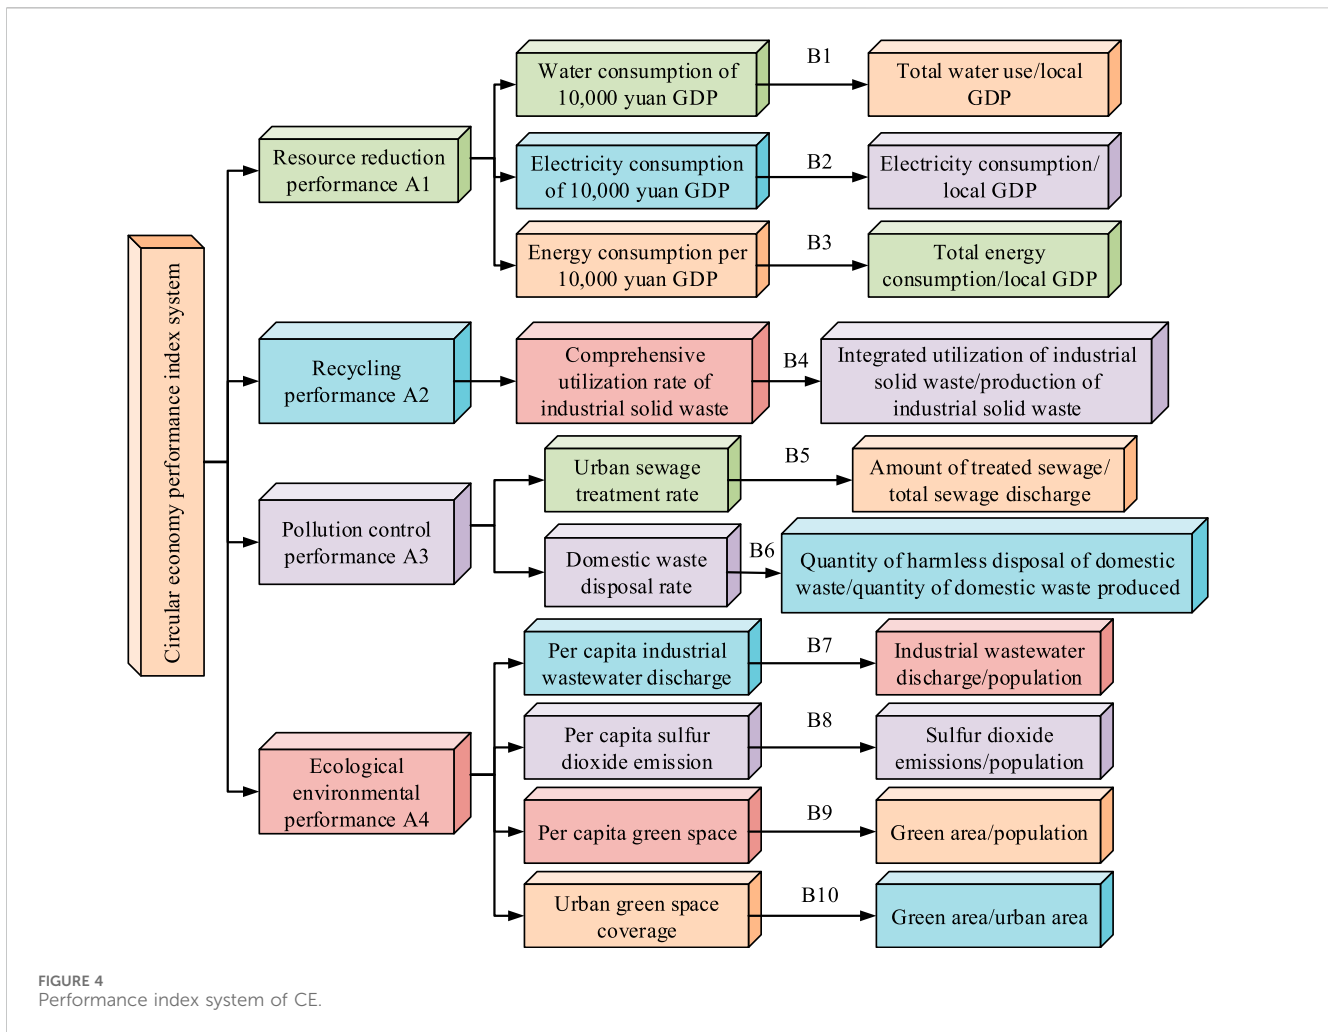 Circular economy performance index system
Resource reduction
performance A1
Water consumption of
10,000 yuan GDP
B1
Total water use/local
GDP
Electricity consumption
of 10,000 yuan GDP
B2
Electricity consumption/
local GDP
Energy consumption per
10,000 yuan GDP
B3
Total energy
consumption/local GDP
Recycling
performance A2
Comprehensive
utilization rate of
industrial solid waste
B4
Integrated utilization of industrial
solid waste/production of
industrial solid waste
Pollution control
performance A3
Urban sewage
treatment rate
B5
Amount of treated sewage/
total sewage discharge
Domestic waste
disposal rate
B6
Quantity of harmless disposal of domestic
waste/quantity of domestic waste produced
Ecological
environmental
performance A4
Per capita industrial
wastewater discharge
B7
Industrial wastewater
discharge/population
Per capita sulfur
dioxide emission
B8
Sulfur dioxide
emissions/population
Per capita green space
B9
Green area/population
Urban green space
coverage
B10
Green area/urban area
FIGURE 4
Performance index system of CE.